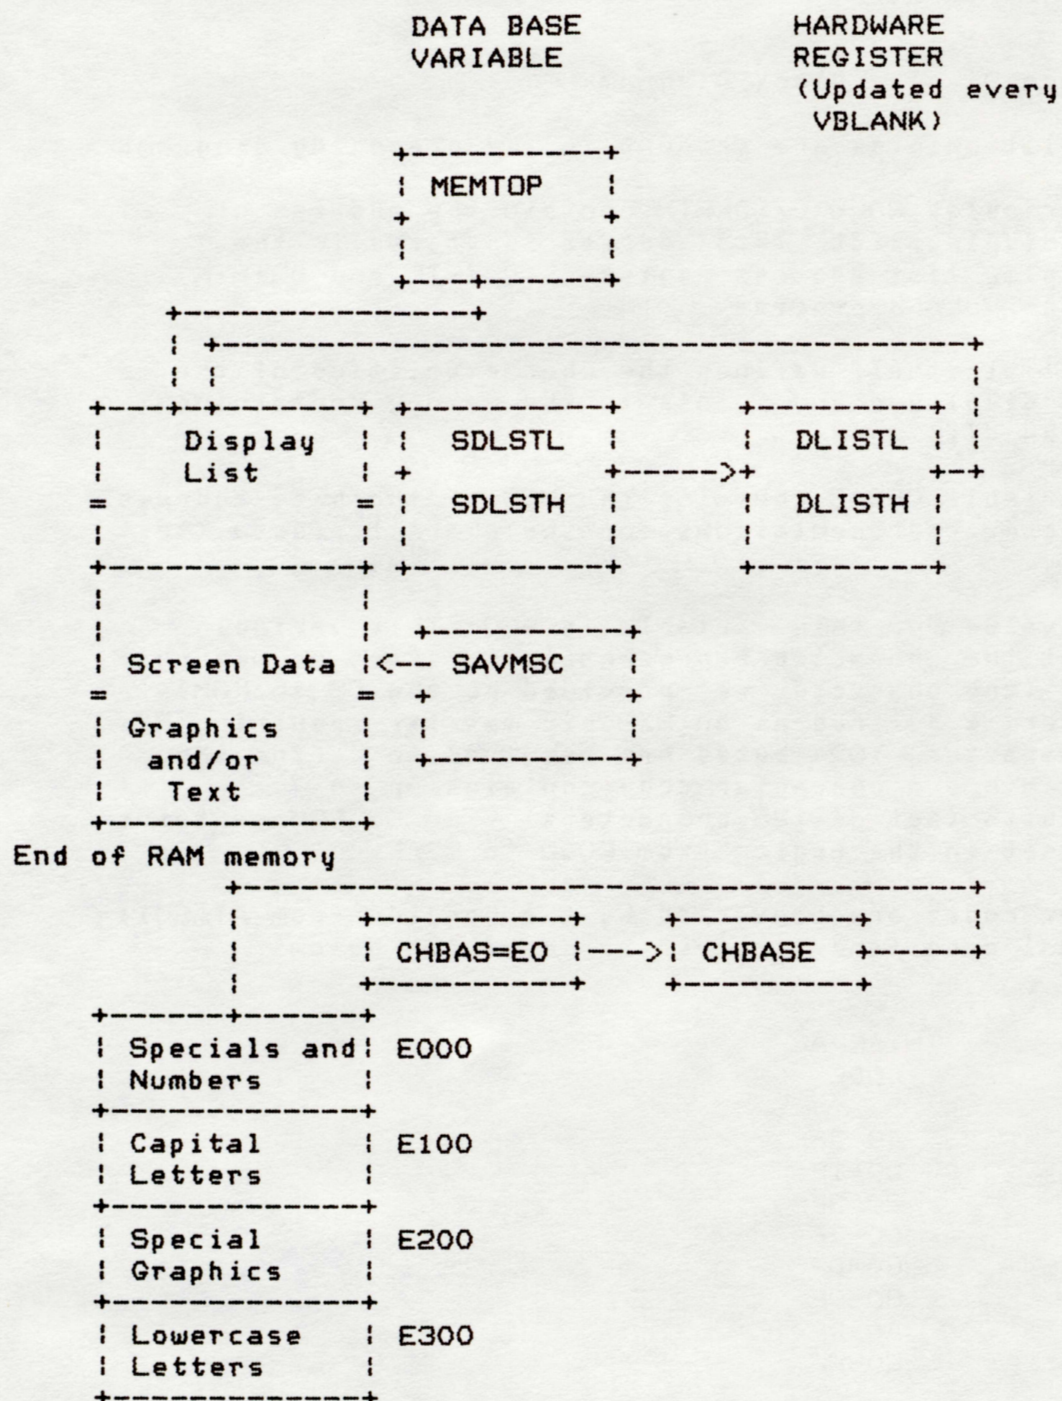 DATA BASE HARDWARE
VARIABLE REGISTER
(Updated every
VBLANK)
MEMTOP
Display SDLSTL DLISTL
List
SDLSTH DLISTH
Screen Data <-- SAVMSC
Graphics
and/or
Text
End of RAM memory
CHBAS=E0 ---> CHBASE
Specials and E000
Numbers
Capital E100
Letters
Special E200
Graphics
Lowercase E300
Letters